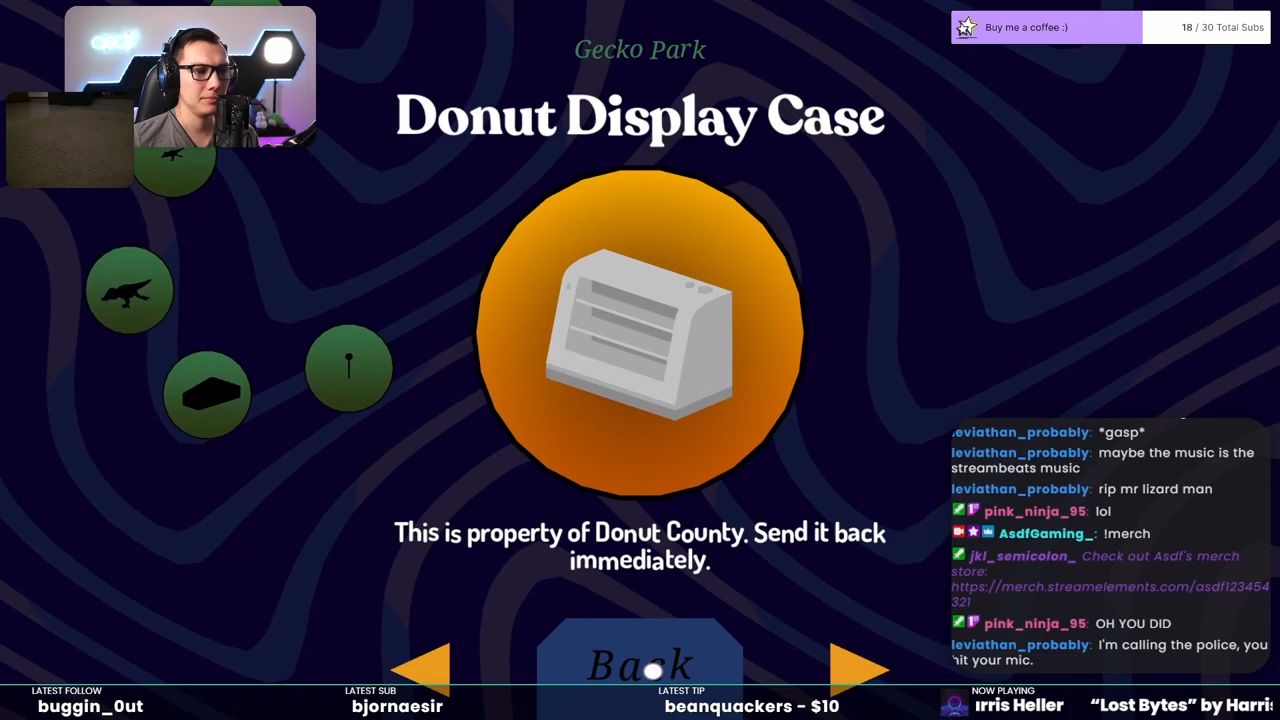 asdf
Buy me a coffee :)
18 / 30 Total Subs
Gecko Park
Donut Display Case
This is property of Donut County. Send it back
immediately.
Back
leviathan_probably: *gasp*
leviathan_probably: maybe the music is the
streambeats music
leviathan_probably: rip mr lizard man
pink_ninja_95: lol
AsdfGaming_: !merch
jkl_semicolon_ Check out Asdf's merch
store:
https://merch.streamelements.com/asdf123454
321
pink_ninja_95: OH YOU DID
leviathan_probably: I'm calling the police, you
hit your mic.
LATEST FOLLOW
buggin_0ut
LATEST SUB
bjornaesir
LATEST TIP
beanquackers - $10
NOW PLAYING
Heller "Lost Bytes" by